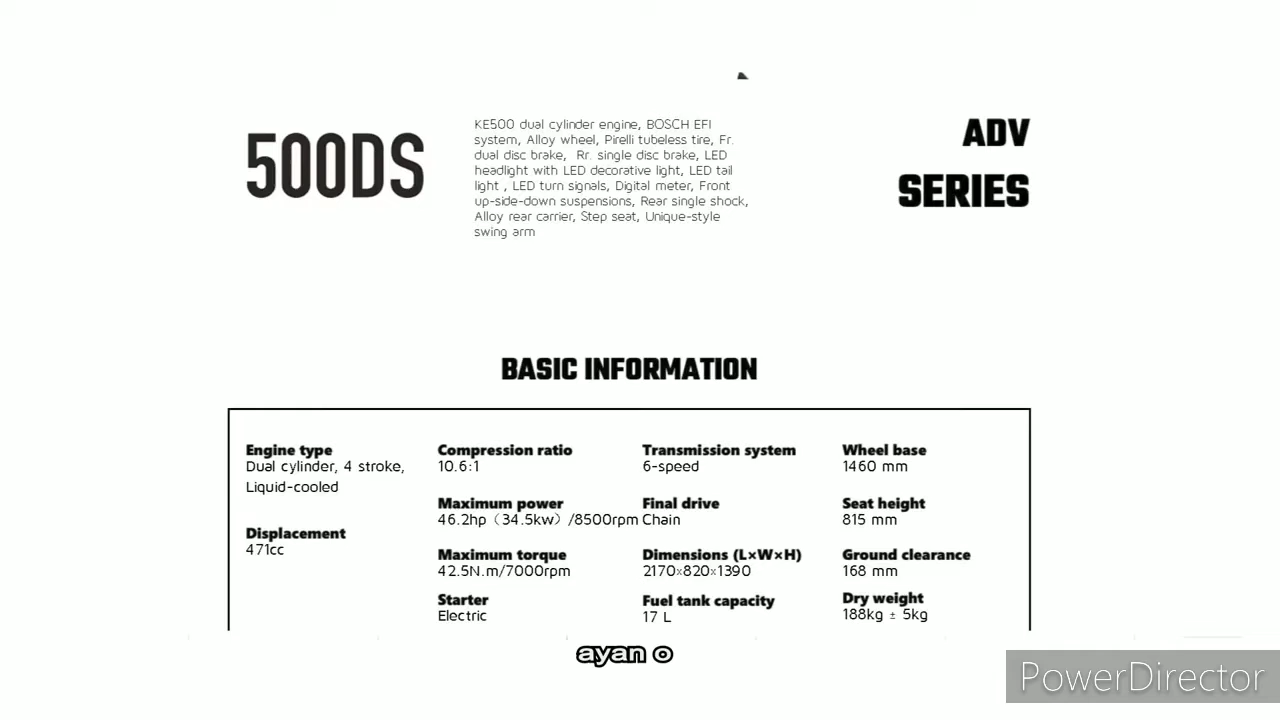 500DS
KE500 dual cylinder engine, BOSCH EFI
system, Alloy wheel, Pirelli tubeless tire, Fr.
dual disc brake, Rr. single disc brake, LED
headlight with LED decorative light, LED tail
light , LED turn signals, Digital meter, Front
up-side-down suspensions, Rear single shock,
Alloy rear carrier, Step seat, Unique-style
swing arm
ADV
SERIES
BASIC INFORMATION
Engine type
Dual cylinder, 4 stroke,
Liquid-cooled
Displacement
471cc
Compression ratio
10.6:1
Maximum power
46.2hp（34.5kw）/8500rpm
Maximum torque
42.5N.m/7000rpm
Starter
Electric
Transmission system
6-speed
Final drive
Chain
Dimensions (L×W×H)
2170×820×1390
Fuel tank capacity
17 L
Wheel base
1460 mm
Seat height
815 mm
Ground clearance
168 mm
Dry weight
188kg ± 5kg
ayan o
PowerDirector